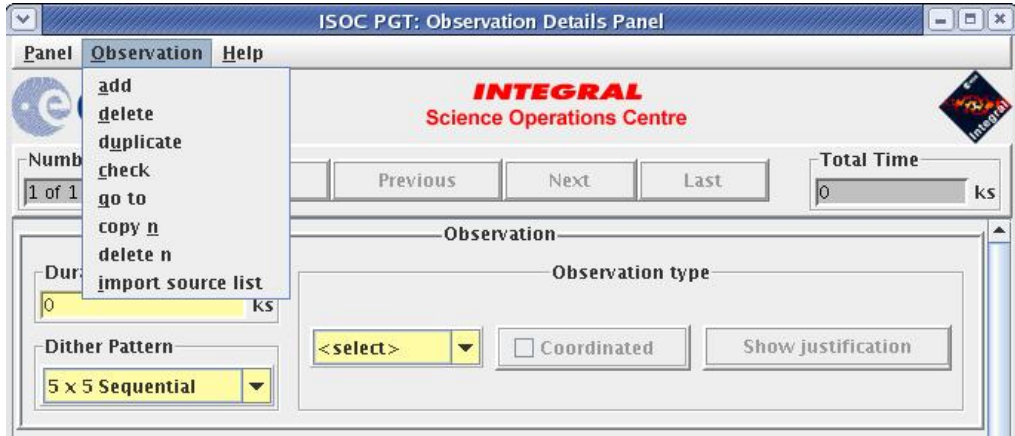 ISOC PGT: Observation Details Panel
Panel Observation Help
add
delete
duplicate
check
go to
copy n
delete n
import source list
INTEGRAL
Science Operations Centre
Integral
Numb
1 of 1
Previous
Next
Last
Total Time
0 ks
Observation
Dura
0 ks
Dither Pattern
5 x 5 Sequential
Observation type
<select>
Coordinated
Show justification